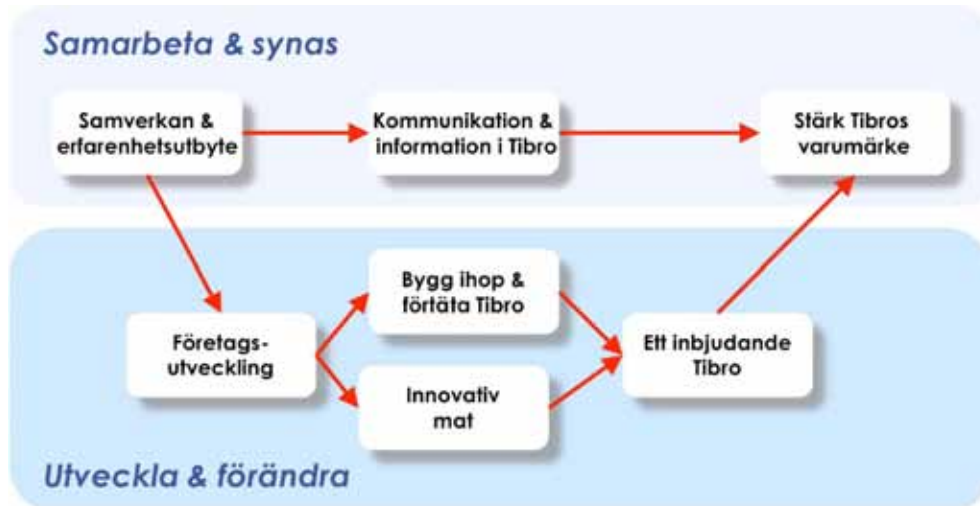 Samarbeta & synas
Samverkan &
erfarenhetsutbyte
Kommunikation &
information i Tibro
Stärk Tibros
varumärke
Bygg ihop &
förtäta Tibro
Företags-
utveckling
Ett inbjudande
Tibro
Innovativ
mat
Utveckla & förändra